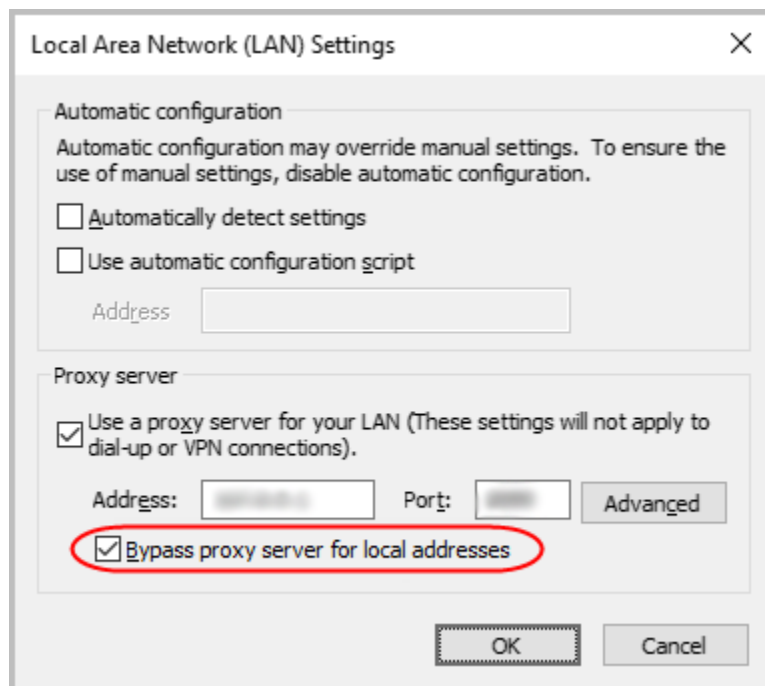 Local Area Network (LAN) Settings
Automatic configuration
Automatic configuration may override manual settings. To ensure the
use of manual settings, disable automatic configuration.
Automatically detect settings
Use automatic configuration script
Address
Proxy server
Use a proxy server for your LAN (These settings will not apply to
dial-up or VPN connections).
Address: Port: Advanced
Bypass proxy server for local addresses
OK Cancel